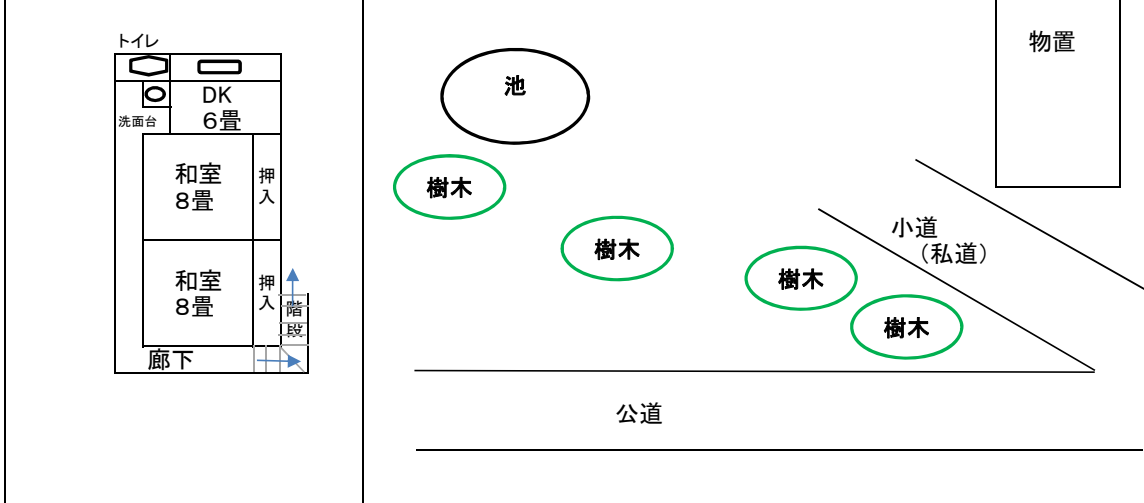 トイレ
DK
6畳
洗面台
和室
8畳
押
入
和室
8畳
押
入
階
段
廊下
池
物置
樹木
樹木
樹木
樹木
小道
（私道）
公道